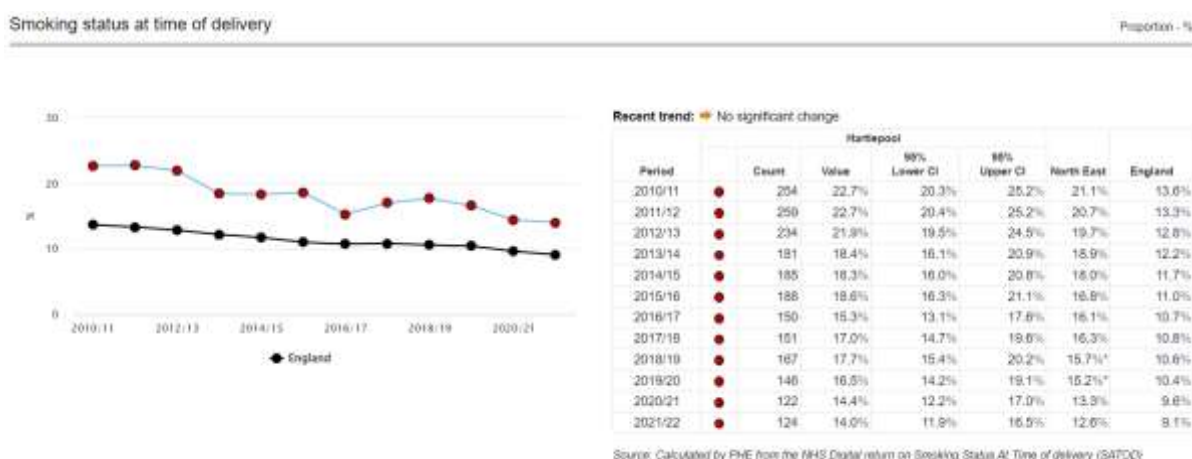 Smoking status at time of delivery
Proportion - %
30
20
%
10
0
2010/11 2012/13 2014/15 2016/17 2018/19 2020/21
England
Recent trend: No significant change
Hartlepool
Period Count Value 95% Lower CI 95% Upper CI North East England
2010/11 254 22.7% 20.3% 25.2% 21.1% 13.6%
2011/12 259 22.7% 20.4% 25.2% 20.7% 13.3%
2012/13 234 21.9% 19.5% 24.5% 19.7% 12.8%
2013/14 181 18.4% 16.1% 20.9% 18.9% 12.2%
2014/15 185 18.3% 16.0% 20.8% 18.0% 11.7%
2015/16 188 18.6% 16.3% 21.1% 16.8% 11.0%
2016/17 150 15.3% 13.1% 17.6% 16.1% 10.7%
2017/18 151 17.0% 14.7% 19.6% 16.3% 10.8%
2018/19 167 17.7% 15.4% 20.2% 15.7%* 10.6%
2019/20 146 16.5% 14.2% 19.1% 15.2%* 10.4%
2020/21 122 14.4% 12.2% 17.0% 13.3% 9.6%
2021/22 124 14.0% 11.9% 16.5% 12.6% 9.1%
Source: Calculated by PHE from the NHS Digital return on Smoking Status At Time of delivery (SATOD)